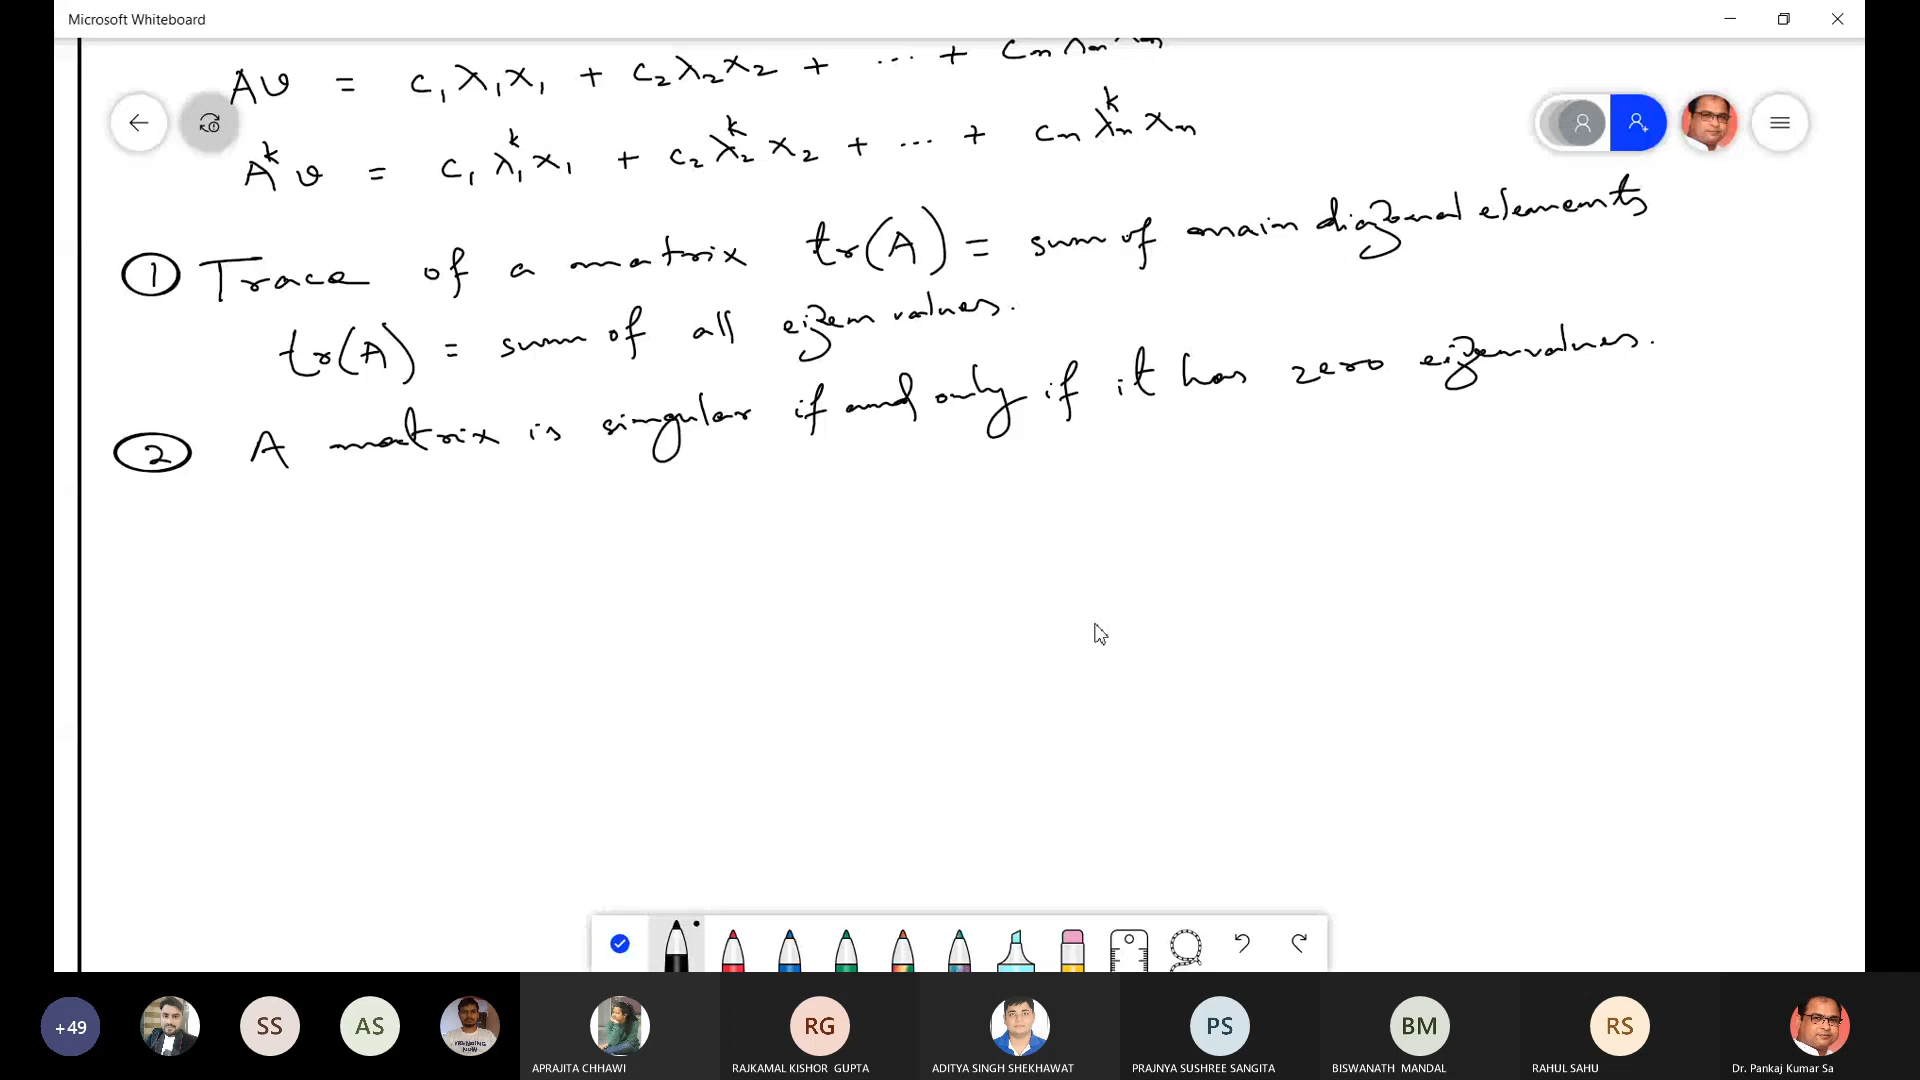 Microsoft Whiteboard
Av = c₁λ₁x₁ + c₂λ₂x₂ + ... + cₙλₙxₙ
Aᵏv = c₁λ₁ᵏx₁ + c₂λ₂ᵏx₂ + ... + cₙλₙᵏxₙ
① Trace of a matrix tr(A) = sum of main diagonal elements
tr(A) = sum of all eigen values.
② A matrix is singular if and only if it has zero eigenvalues.
+49 SS AS TRENDING NOW RG PS BM RS
APRAJITA CHHAWI RAJKAMAL KISHOR GUPTA ADITYA SINGH SHEKHAWAT PRAJNYA SUSHREE SANGITA BISWANATH MANDAL RAHUL SAHU Dr. Pankaj Kumar Sa